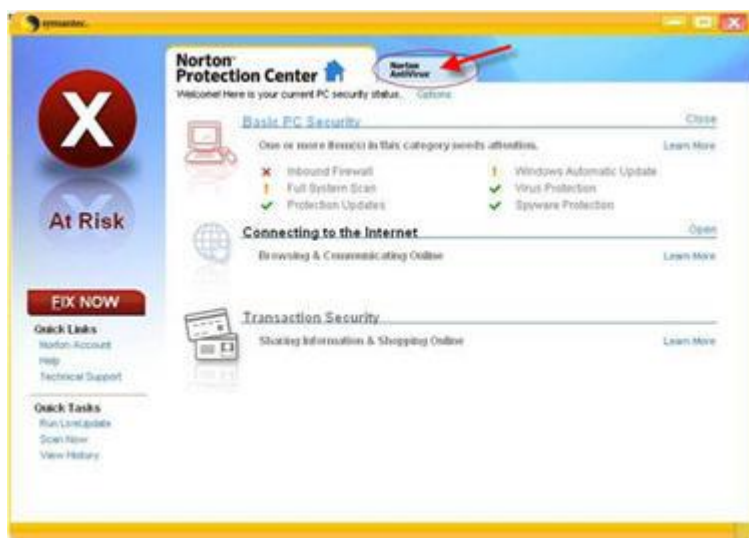 symantec.
Norton
Protection Center
Norton
AntiVirus
Welcome! Here is your current PC security status. Options
X
At Risk
FIX NOW
Quick Links
Norton Account
Help
Technical Support
Quick Tasks
Run LiveUpdate
Scan Now
View History
Basic PC Security Close
One or more item(s) in this category needs attention. Learn More
Inbound Firewall
Full System Scan
Protection Updates
Windows Automatic Update
Virus Protection
Spyware Protection
Connecting to the Internet Open
Browsing & Communicating Online Learn More
Transaction Security
Sharing Information & Shopping Online Learn More